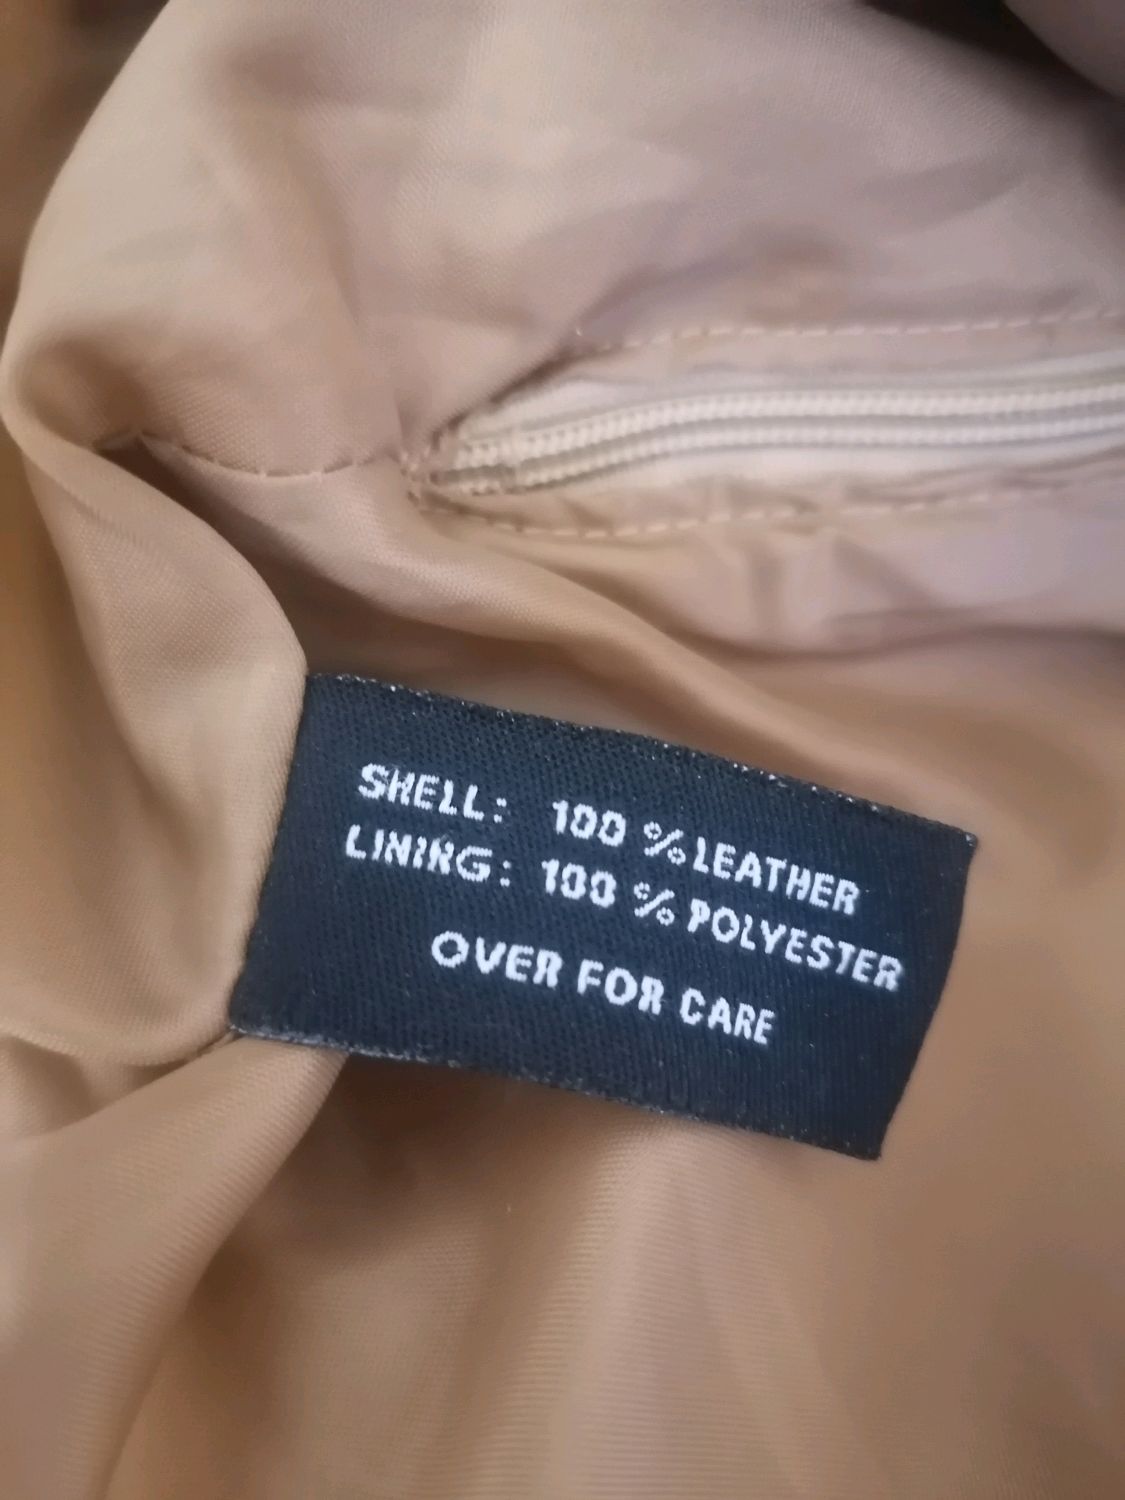 SHELL: 100 % LEATHER
LINING: 100 % POLYESTER
OVER FOR CARE